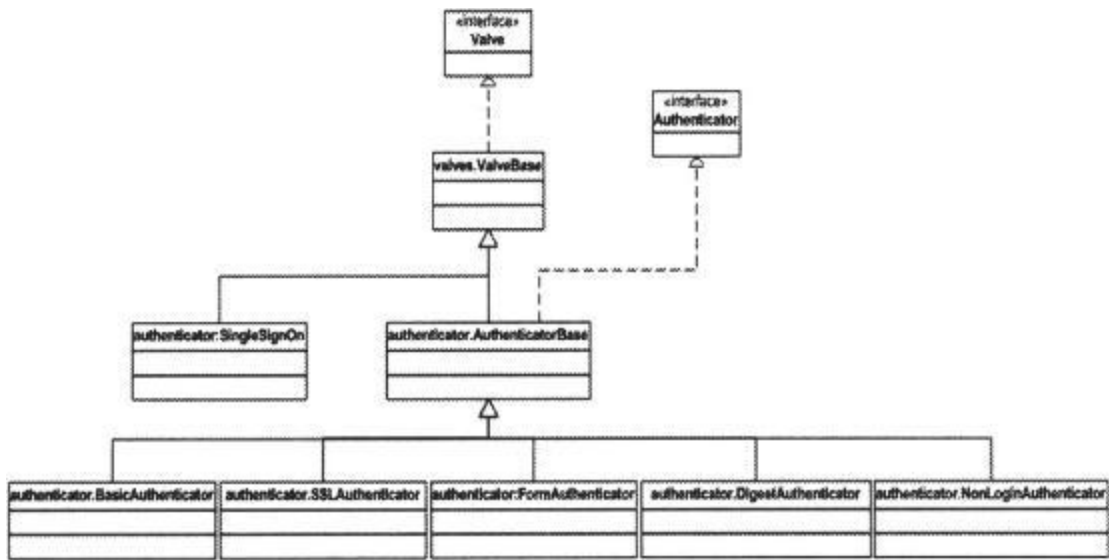 «interface»
Valve
«interface»
Authenticator
valves.ValveBase
authenticator:SingleSignOn
authenticator.AuthenticatorBase
authenticator.BasicAuthenticator
authenticator.SSLAuthenticator
authenticator:FormAuthenticator
authenticator.DigestAuthenticator
authenticator.NonLoginAuthenticator